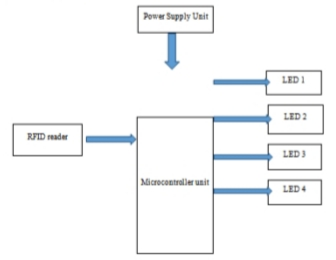 Power Supply Unit
LED 1
LED 2
RFID reader
LED 3
Microcontroller unit
LED 4